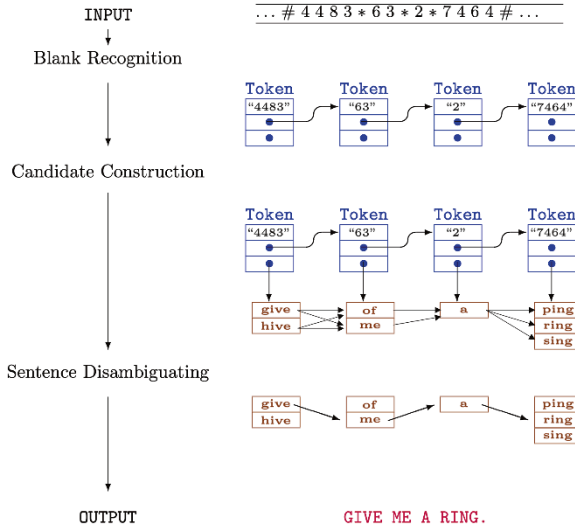 INPUT
... # 4 4 8 3 * 6 3 * 2 * 7 4 6 4 # ...
Blank Recognition
Token Token Token Token
"4483" "63" "2" "7464"
Candidate Construction
Token Token Token Token
"4483" "63" "2" "7464"
give of a ping
hive me ring
sing
Sentence Disambiguating
give of a ping
hive me ring
sing
OUTPUT
GIVE ME A RING.